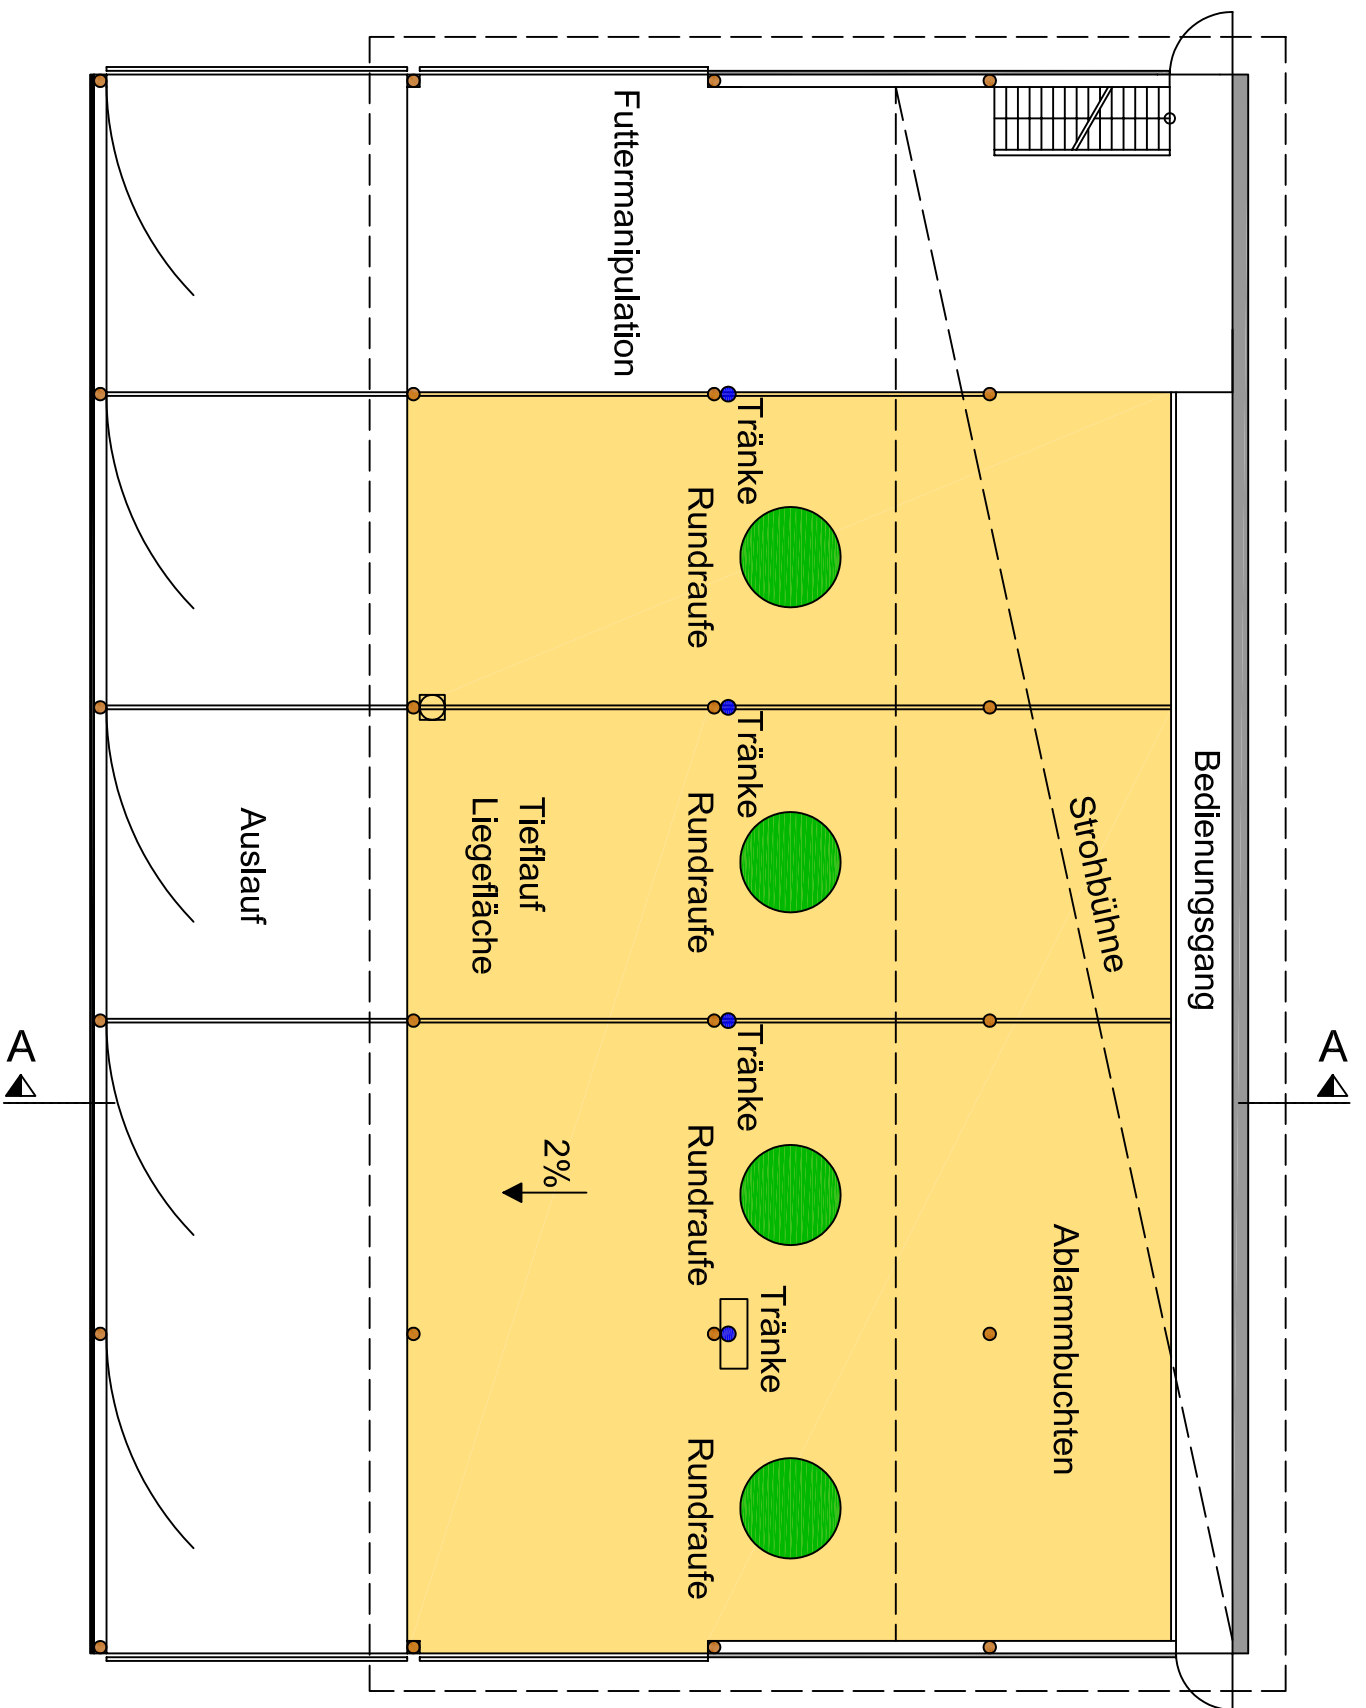 Futtermanipulation
Tränke
Rundraufe
Tränke
Rundraufe
Bedienungsgang
Strohbühne
Tieflauf
Liegefläche
Auslauf
Tränke
A
A
2%
Rundraufe
Ablammbuchten
Tränke
Rundraufe